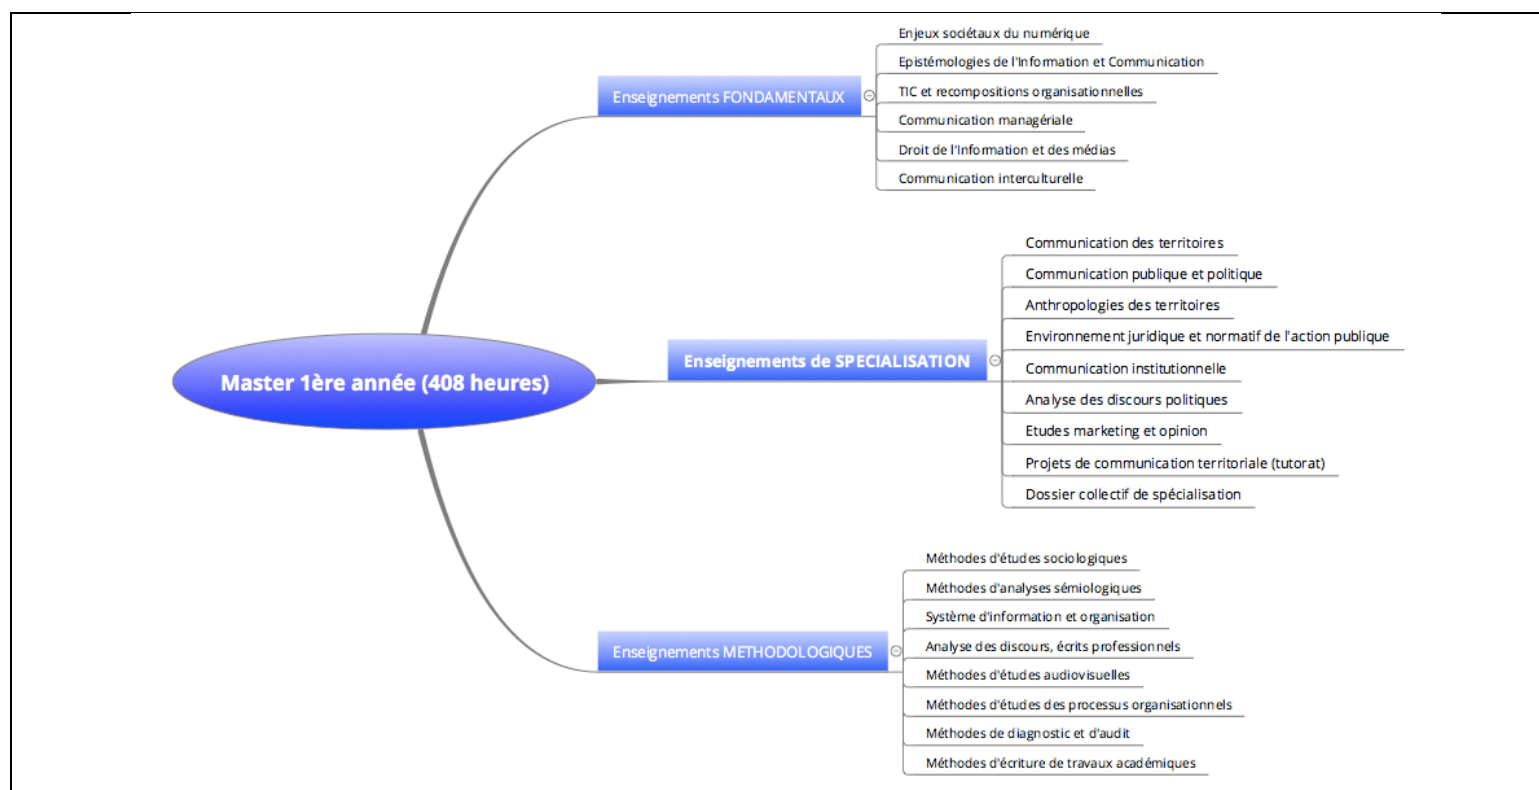 Enjeux sociétaux du numérique
Epistémologies de l'Information et Communication
Enseignements FONDAMENTAUX
TIC et recompositions organisationnelles
Communication managériale
Droit de l'Information et des médias
Communication interculturelle
Communication des territoires
Communication publique et politique
Anthropologies des territoires
Environnement juridique et normatif de l'action publique
Enseignements de SPECIALISATION
Communication institutionnelle
Master 1ère année (408 heures)
Analyse des discours politiques
Etudes marketing et opinion
Projets de communication territoriale (tutorat)
Dossier collectif de spécialisation
Méthodes d'études sociologiques
Méthodes d'analyses sémiologiques
Système d'information et organisation
Analyse des discours, écrits professionnels
Enseignements METHODOLOGIQUES
Méthodes d'études audiovisuelles
Méthodes d'études des processus organisationnels
Méthodes de diagnostic et d'audit
Méthodes d'écriture de travaux académiques